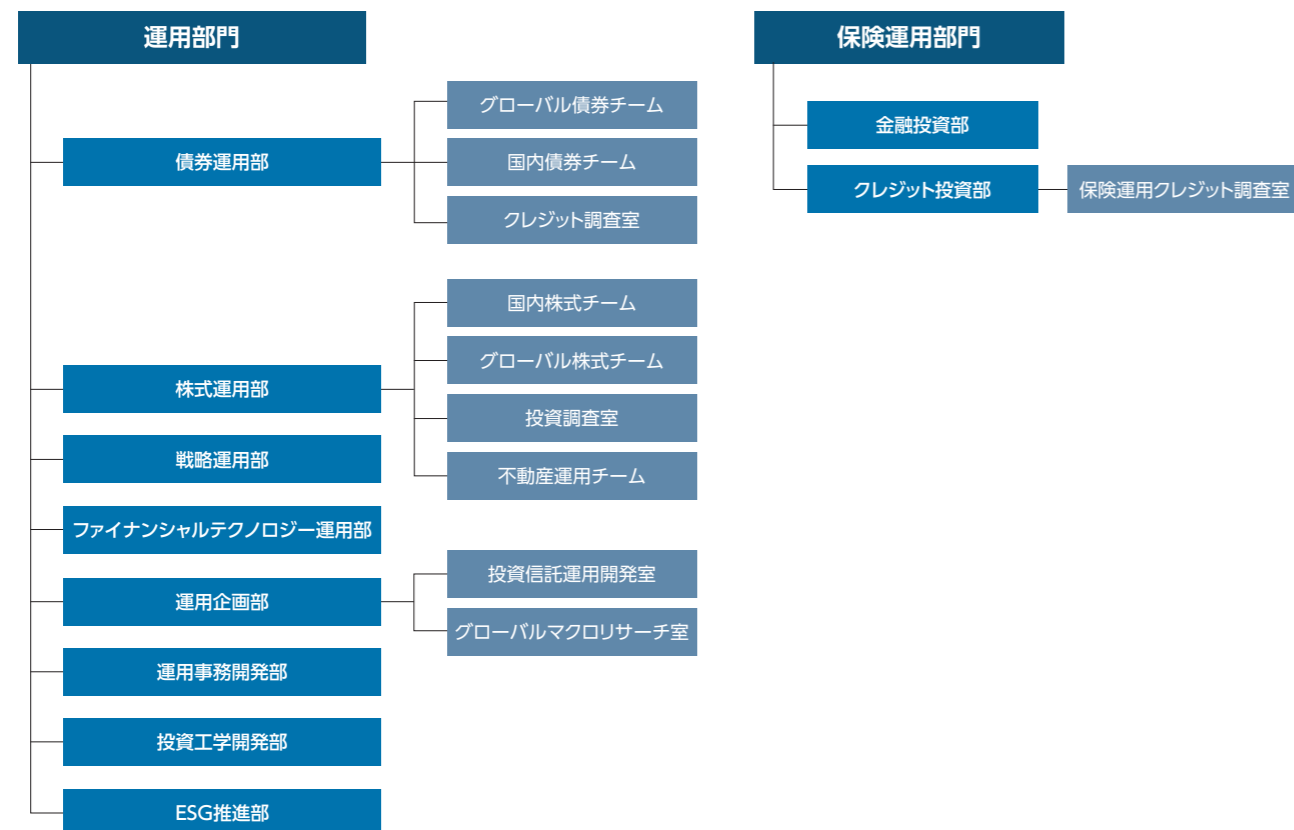 運用部門
債券運用部
グローバル債券チーム
国内債券チーム
クレジット調査室
株式運用部
国内株式チーム
グローバル株式チーム
投資調査室
不動産運用チーム
戦略運用部
ファイナンシャルテクノロジー運用部
運用企画部
投資信託運用開発室
グローバルマクロリサーチ室
運用事務開発部
投資工学開発部
ESG推進部
保険運用部門
金融投資部
クレジット投資部
保険運用クレジット調査室